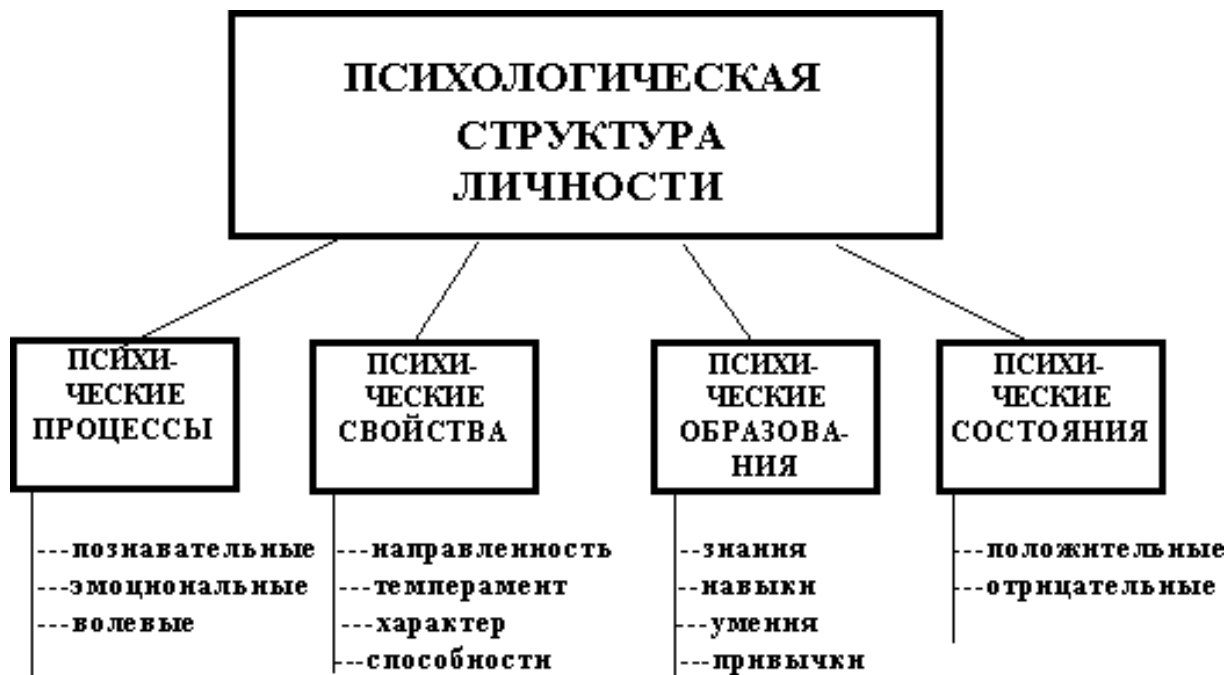 ПСИХОЛОГИЧЕСКАЯ
СТРУКТУРА
ЛИЧНОСТИ
ПСИХИ-
ЧЕСКИЕ
ПРОЦЕССЫ
---познавательные
---эмоциональные
---волевые
ПСИХИ-
ЧЕСКИЕ
СВОЙСТВА
---направленность
---темперамент
---характер
---способности
ПСИХИ-
ЧЕСКИЕ
ОБРАЗОВА-
НИЯ
--знания
--навыки
---умения
---привычки
ПСИХИ-
ЧЕСКИЕ
СОСТОЯНИЯ
---положительные
---отрицательные